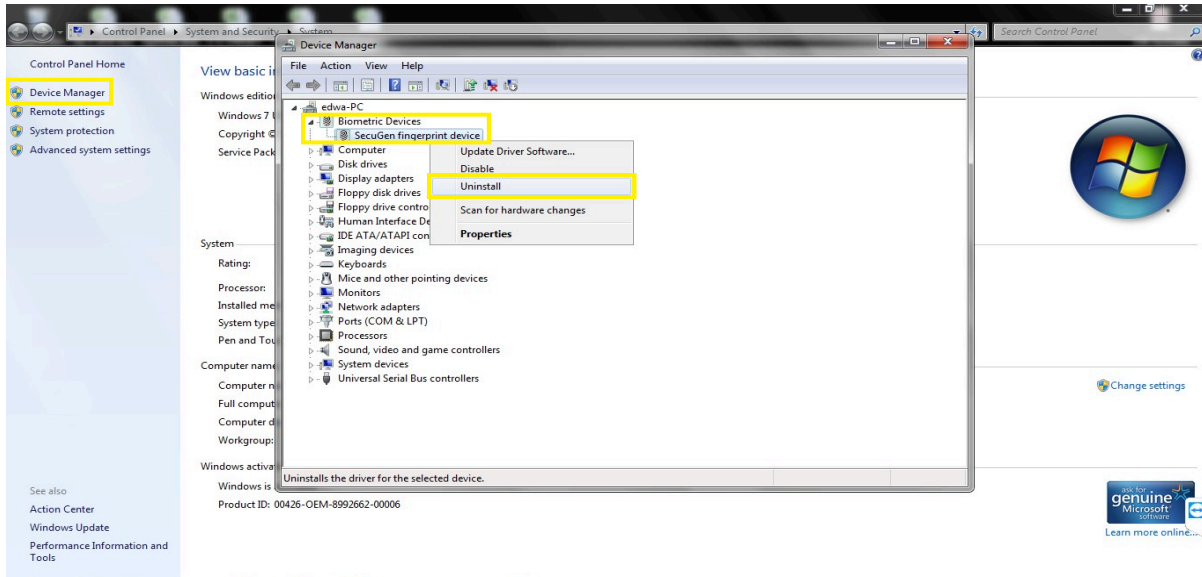 Control Panel ▸ System and Security ▸ System
Search Control Panel
Control Panel Home
Device Manager
Remote settings
System protection
Advanced system settings
See also
Action Center
Windows Update
Performance Information and
Tools
View basic i
Windows edition
Windows 7
Copyright ©
Service Pack
System
Rating:
Processor:
Installed me
System type
Pen and Tou
Computer name
Computer n
Full comput
Computer d
Workgroup:
Change settings
Windows activa
Windows is
Product ID: 00426-OEM-8992662-00006
ask for
genuine
Microsoft
software
Learn more online...
Device Manager
File Action View Help
edwa-PC
Biometric Devices
SecuGen fingerprint device
Computer
Disk drives
Display adapters
Floppy disk drives
Floppy drive contro
Human Interface De
IDE ATA/ATAPI con
Imaging devices
Keyboards
Mice and other pointing devices
Monitors
Network adapters
Ports (COM & LPT)
Processors
Sound, video and game controllers
System devices
Universal Serial Bus controllers
Update Driver Software...
Disable
Uninstall
Scan for hardware changes
Properties
Uninstalls the driver for the selected device.